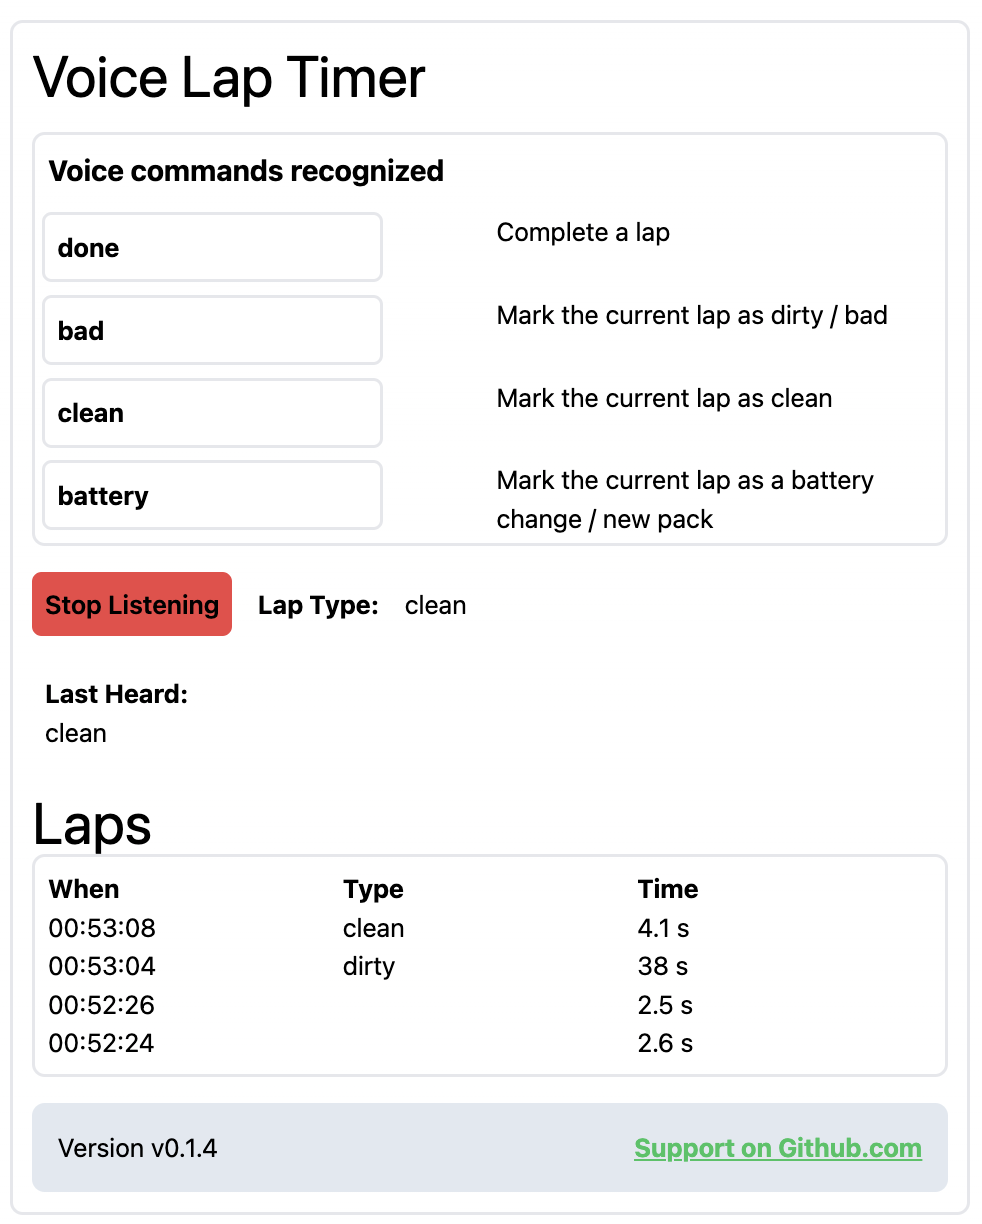 Voice Lap Timer
Voice commands recognized
done Complete a lap
bad Mark the current lap as dirty / bad
clean Mark the current lap as clean
battery Mark the current lap as a battery
change / new pack
Stop Listening Lap Type: clean
Last Heard:
clean
Laps
When Type Time
00:53:08 clean 4.1 s
00:53:04 dirty 38 s
00:52:26 2.5 s
00:52:24 2.6 s
Version v0.1.4 Support on Github.com